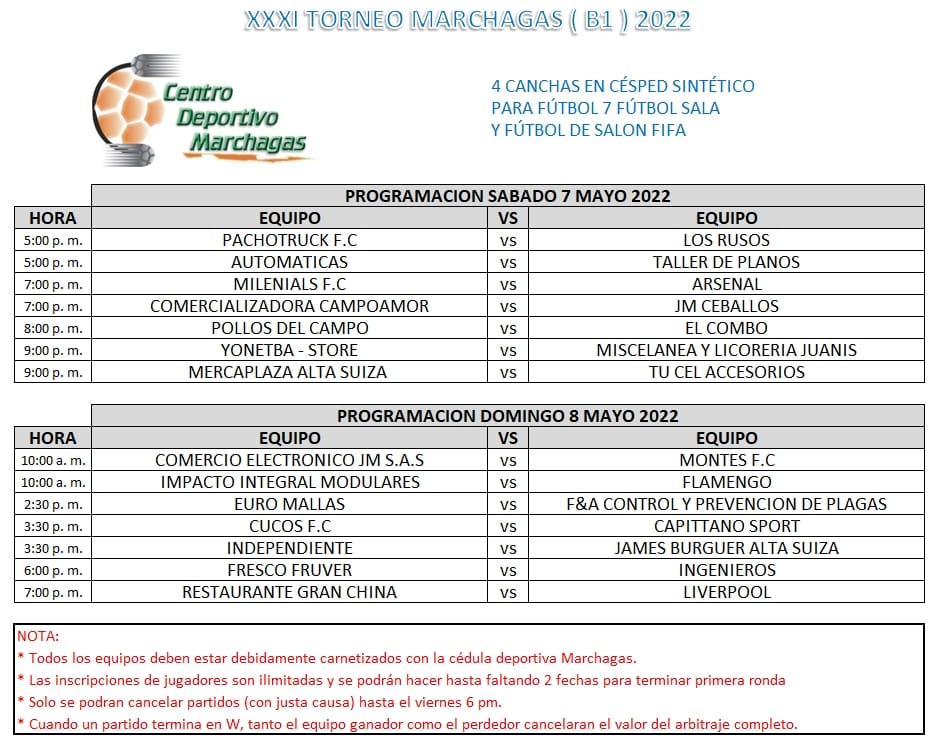 XXXI TORNEO MARCHAGAS ( B1 ) 2022
Centro
Deportivo
Marchagas
4 CANCHAS EN CÉSPED SINTÉTICO
PARA FÚTBOL 7 FÚTBOL SALA
Y FÚTBOL DE SALON FIFA
PROGRAMACION SABADO 7 MAYO 2022
HORA EQUIPO VS EQUIPO
5:00 p. m. PACHOTRUCK F.C vs LOS RUSOS
5:00 p. m. AUTOMATICAS vs TALLER DE PLANOS
7:00 p. m. MILENIALS F.C vs ARSENAL
7:00 p. m. COMERCIALIZADORA CAMPOAMOR vs JM CEBALLOS
8:00 p. m. POLLOS DEL CAMPO vs EL COMBO
9:00 p. m. YONETBA - STORE vs MISCELANEA Y LICORERIA JUANIS
9:00 p. m. MERCAPLAZA ALTA SUIZA vs TU CEL ACCESORIOS
PROGRAMACION DOMINGO 8 MAYO 2022
HORA EQUIPO VS EQUIPO
10:00 a. m. COMERCIO ELECTRONICO JM S.A.S vs MONTES F.C
10:00 a. m. IMPACTO INTEGRAL MODULARES vs FLAMENGO
2:30 p. m. EURO MALLAS vs F&A CONTROL Y PREVENCION DE PLAGAS
3:30 p. m. CUCOS F.C vs CAPITTANO SPORT
3:30 p. m. INDEPENDIENTE vs JAMES BURGUER ALTA SUIZA
6:00 p. m. FRESCO FRUVER vs INGENIEROS
7:00 p. m. RESTAURANTE GRAN CHINA vs LIVERPOOL
NOTA:
* Todos los equipos deben estar debidamente carnetizados con la cédula deportiva Marchagas.
* Las inscripciones de jugadores son ilimitadas y se podrán hacer hasta faltando 2 fechas para terminar primera ronda
* Solo se podran cancelar partidos (con justa causa) hasta el viernes 6 pm.
* Cuando un partido termina en W, tanto el equipo ganador como el perdedor cancelaran el valor del arbitraje completo.